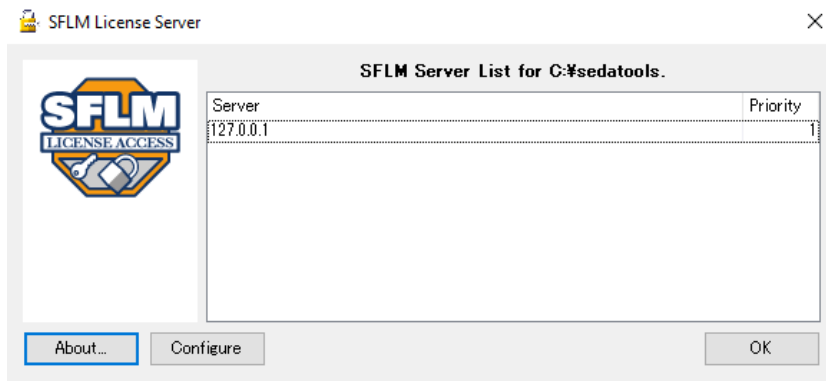 SFLM License Server
SFLM Server List for C:¥sedatools.
SFLM
LICENSE ACCESS
Server Priority
127.0.0.1 1
About... Configure OK